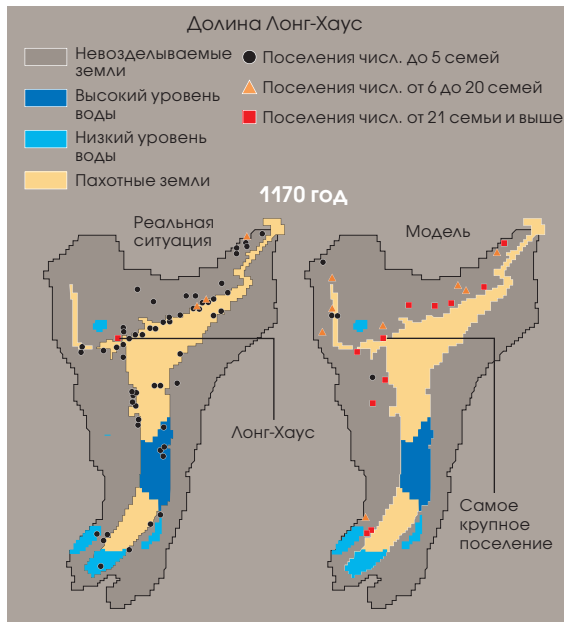 Долина Лонг-Хаус
Невозделываемые
земли
Высокий уровень
воды
Низкий уровень
воды
Пахотные земли
Поселения числ. до 5 семей
Поселения числ. от 6 до 20 семей
Поселения числ. от 21 семьи и выше
1170 год
Реальная
ситуация
Модель
Лонг-Хаус
Самое
крупное
поселение